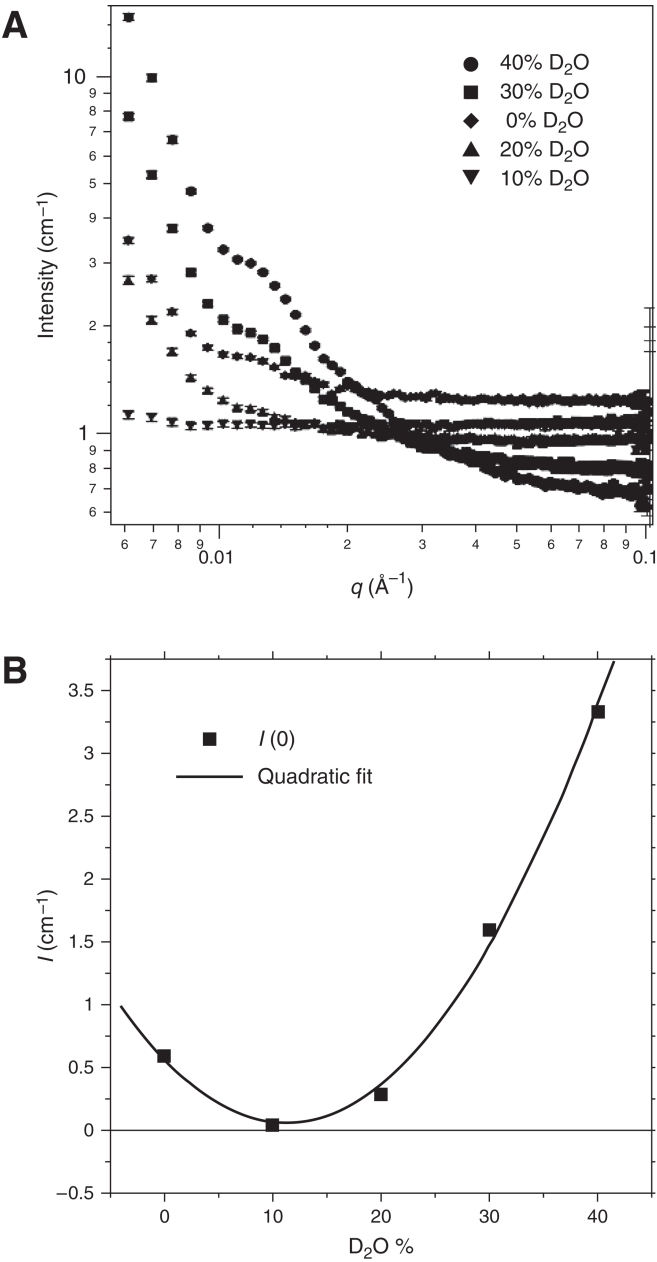 A
10
9
8
7
6
5
9
3
2
1
9
8
7
6
Intensity (cm−1)
40% D2O
30% D2O
0% D2O
20% D2O
10% D2O
6 7 8 9 0.01 2 3 4 5 6 7 8 9 0.1
q (Å−1)
B
3.5
3
2.5
2
1.5
1
0.5
0
−0.5
I (cm−1)
I (0)
Quadratic fit
0 10 20 30 40
D2O %